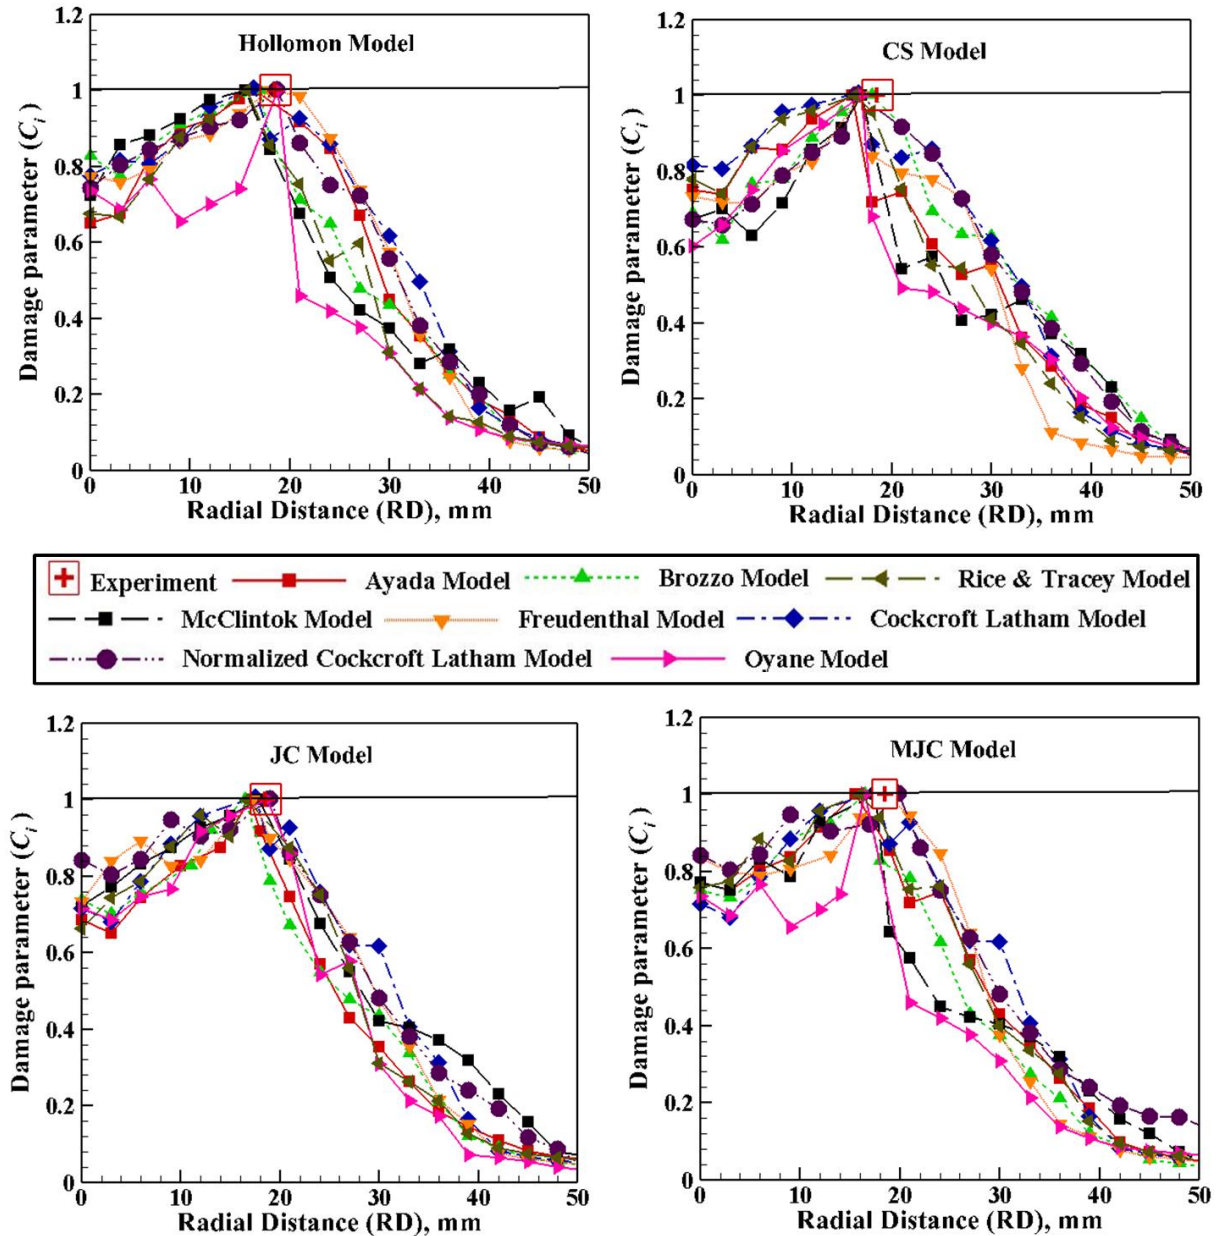 Hollomon Model
Damage parameter (Ci)
1.2
1
0.8
0.6
0.4
0.2
0
0 10 20 30 40 50
Radial Distance (RD), mm
CS Model
Damage parameter (Ci)
1.2
1
0.8
0.6
0.4
0.2
0
0 10 20 30 40 50
Radial Distance (RD), mm
Experiment Ayada Model Brozzo Model Rice & Tracey Model
McClintok Model Freudenthal Model Cockcroft Latham Model
Normalized Cockcroft Latham Model Oyane Model
JC Model
Damage parameter (Ci)
1.2
1
0.8
0.6
0.4
0.2
0
0 10 20 30 40 50
Radial Distance (RD), mm
MJC Model
Damage parameter (Ci)
1.2
1
0.8
0.6
0.4
0.2
0
0 10 20 30 40 50
Radial Distance (RD), mm